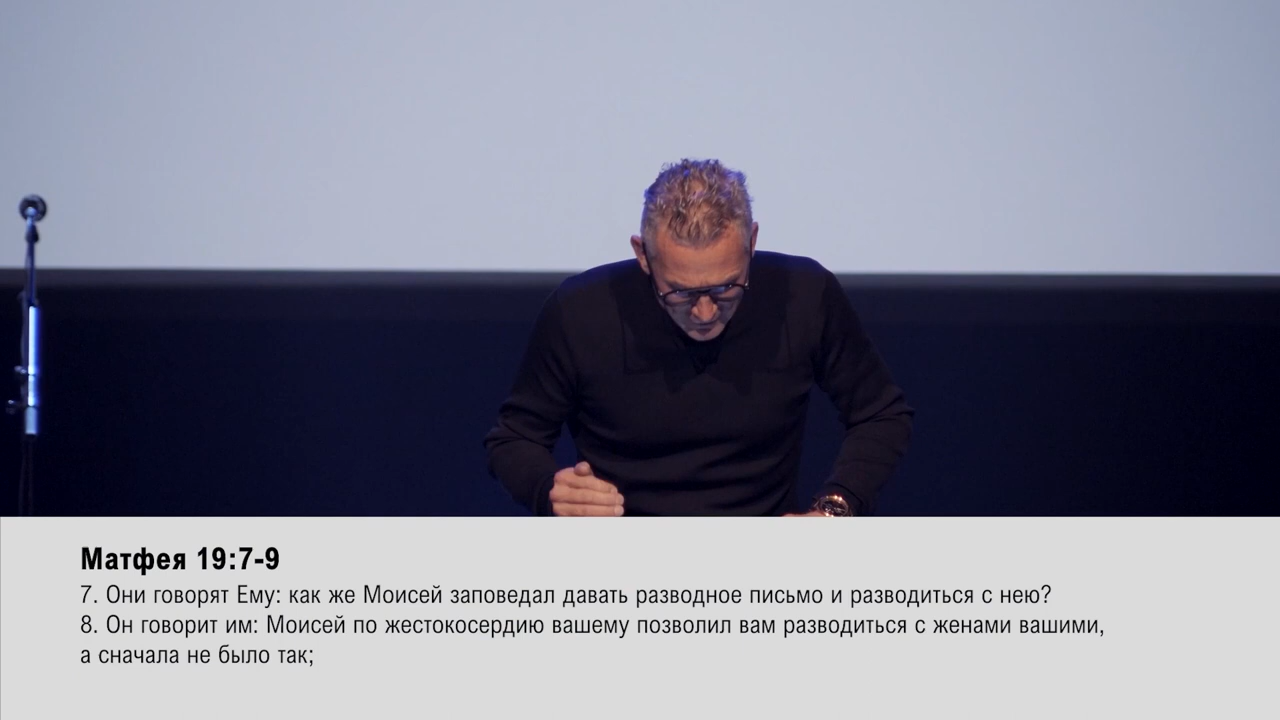 Матфея 19:7-9
7. Они говорят Ему: как же Моисей заповедал давать разводное письмо и разводиться с нею?
8. Он говорит им: Моисей по жестокосердию вашему позволил вам разводиться с женами вашими,
а сначала не было так;